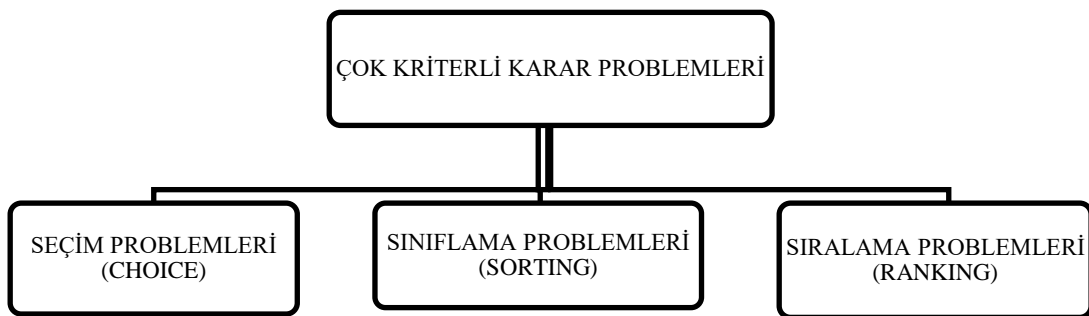 ÇOK KRİTERLİ KARAR PROBLEMLERİ
SEÇİM PROBLEMLERİ
(CHOICE)
SINIFLAMA PROBLEMLERİ
(SORTING)
SIRALAMA PROBLEMLERİ
(RANKING)